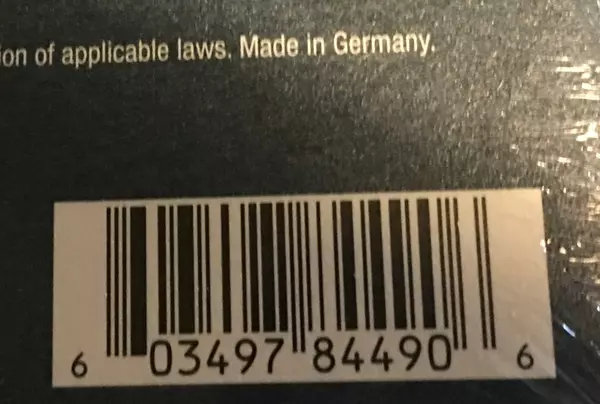 ion of applicable laws. Made in Germany.
6 03497 84490 6